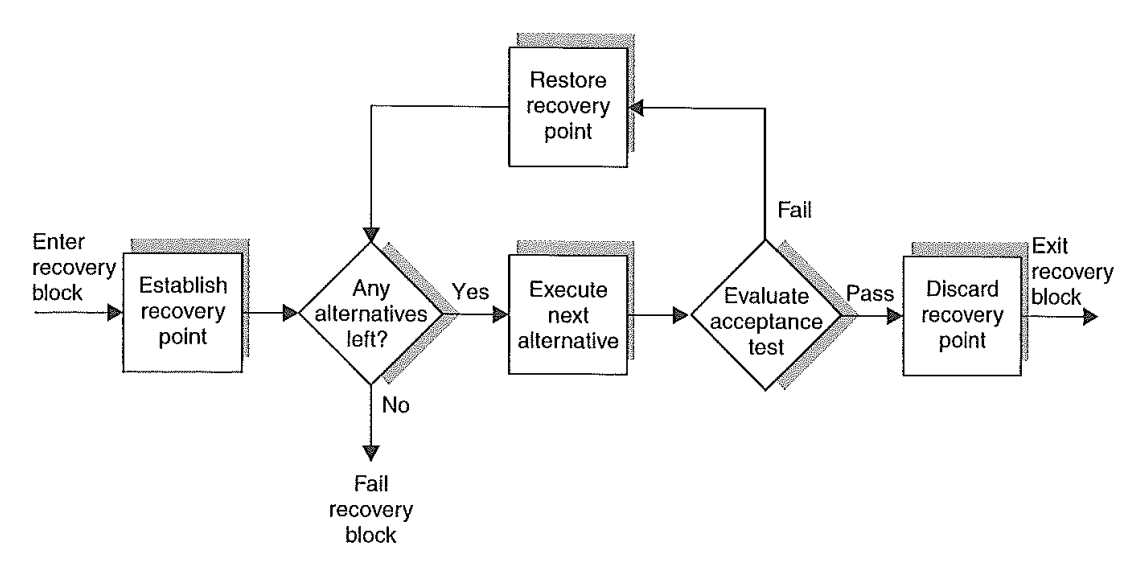 Restore
recovery
point
Fail
Enter
recovery
block
Establish
recovery
point
Any
alternatives
left?
Yes
Execute
next
alternative
Evaluate
acceptance
test
Pass
Discard
recovery
point
Exit
recovery
block
No
Fail
recovery
block